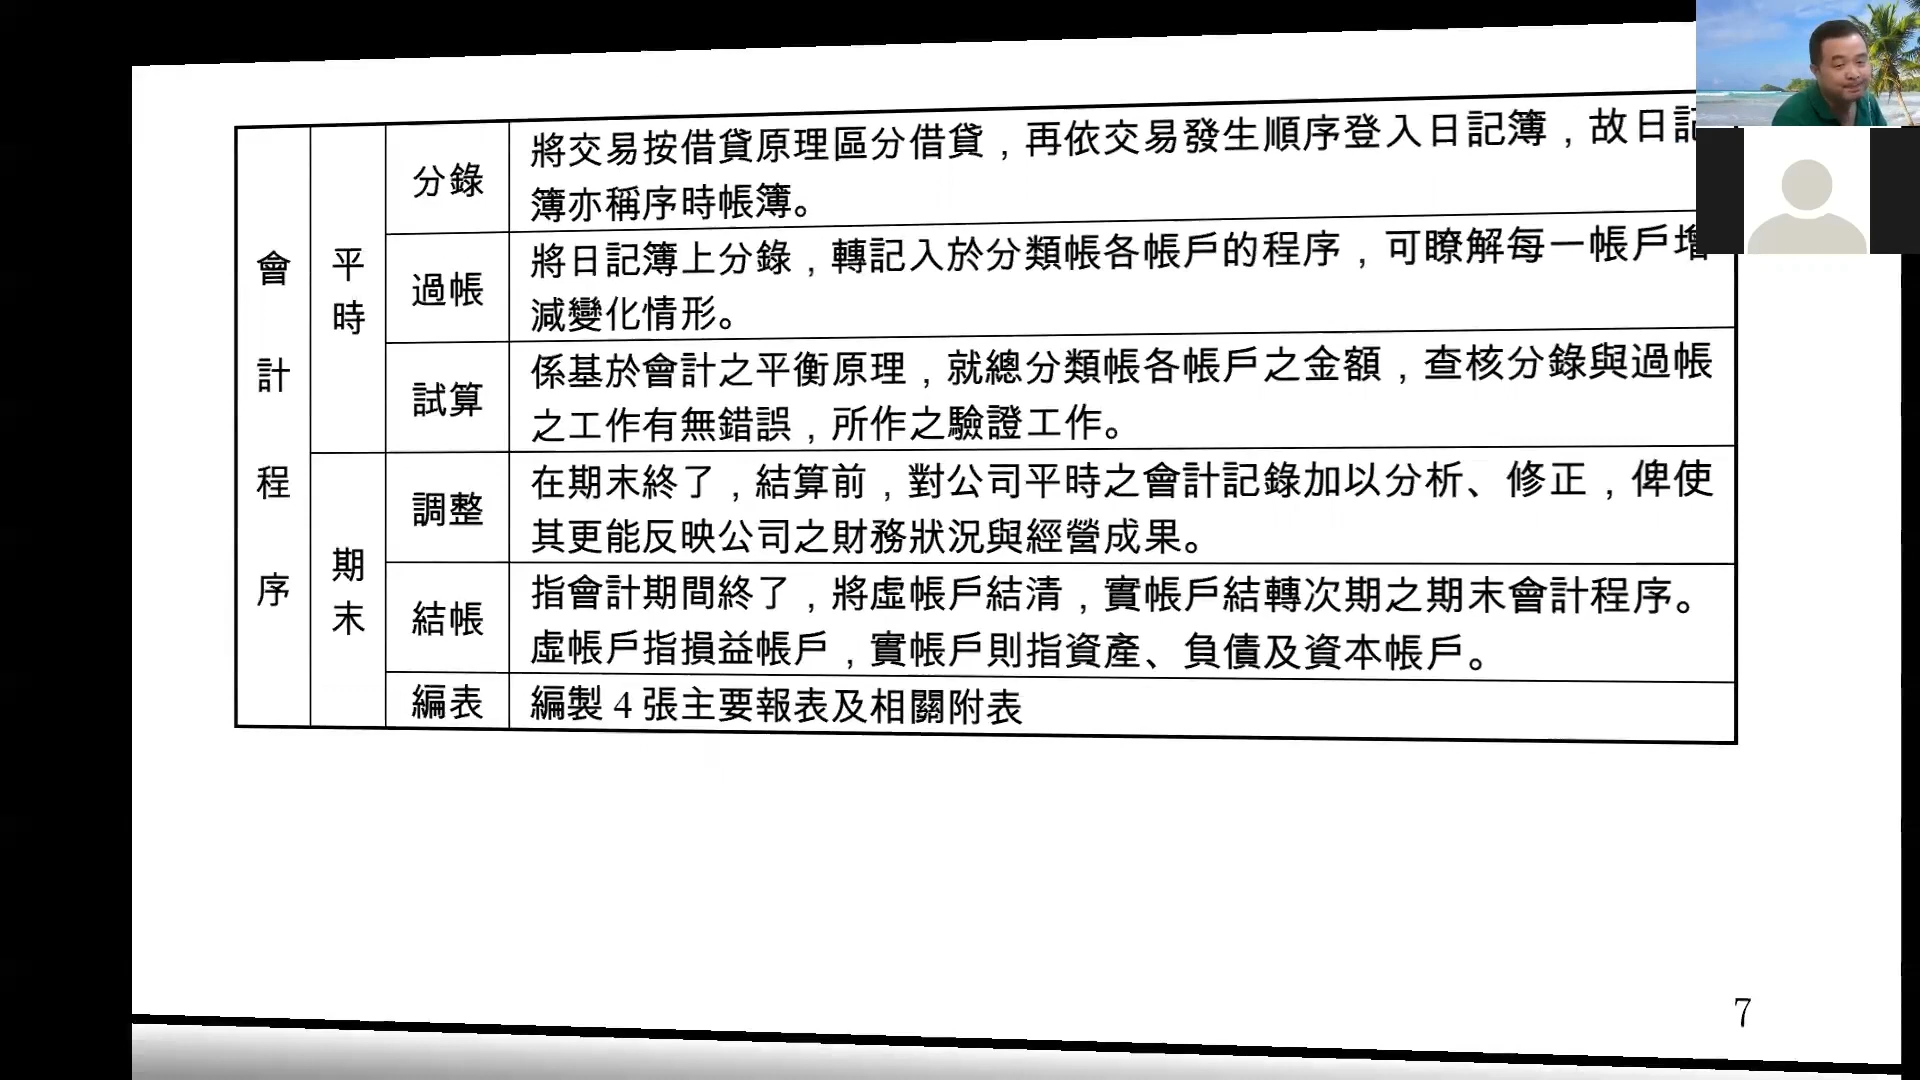 會計程序
平時
分錄
將交易按借貸原理區分借貸，再依交易發生順序登入日記簿，故日記
簿亦稱序時帳簿。
過帳
將日記簿上分錄，轉記入於分類帳各帳戶的程序，可瞭解每一帳戶增
減變化情形。
試算
係基於會計之平衡原理，就總分類帳各帳戶之金額，查核分錄與過帳
之工作有無錯誤，所作之驗證工作。
期末
調整
在期末終了，結算前，對公司平時之會計記錄加以分析、修正，俾使
其更能反映公司之財務狀況與經營成果。
結帳
指會計期間終了，將虛帳戶結清，實帳戶結轉次期之期末會計程序。
虛帳戶指損益帳戶，實帳戶則指資產、負債及資本帳戶。
編表
編製 4 張主要報表及相關附表
7